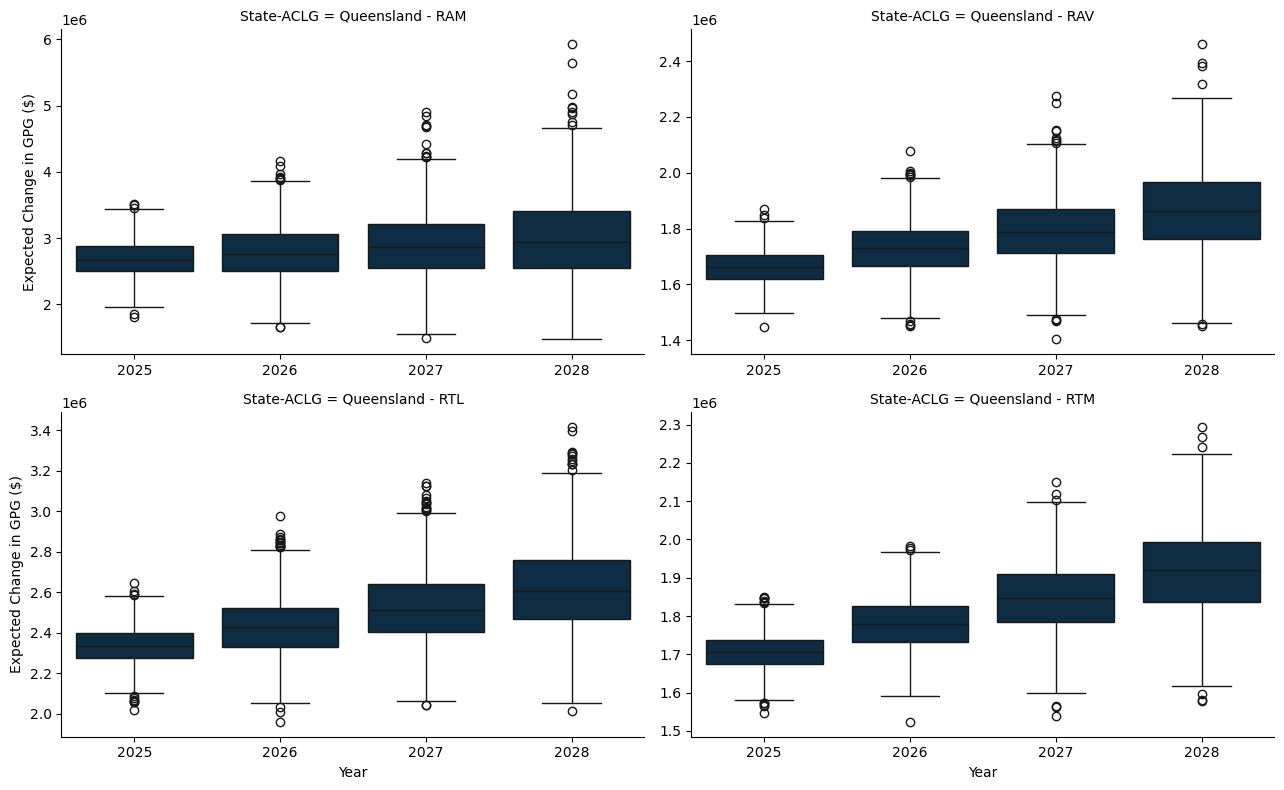 State-ACLG = Queensland - RAM
1e6
Expected Change in GPG ($)
6
5
4
3
2
2025 2026 2027 2028
State-ACLG = Queensland - RAV
1e6
2.4
2.2
2.0
1.8
1.6
1.4
2025 2026 2027 2028
State-ACLG = Queensland - RTL
1e6
Expected Change in GPG ($)
3.4
3.2
3.0
2.8
2.6
2.4
2.2
2.0
2025 2026 2027 2028
Year
State-ACLG = Queensland - RTM
1e6
2.3
2.2
2.1
2.0
1.9
1.8
1.7
1.6
1.5
2025 2026 2027 2028
Year